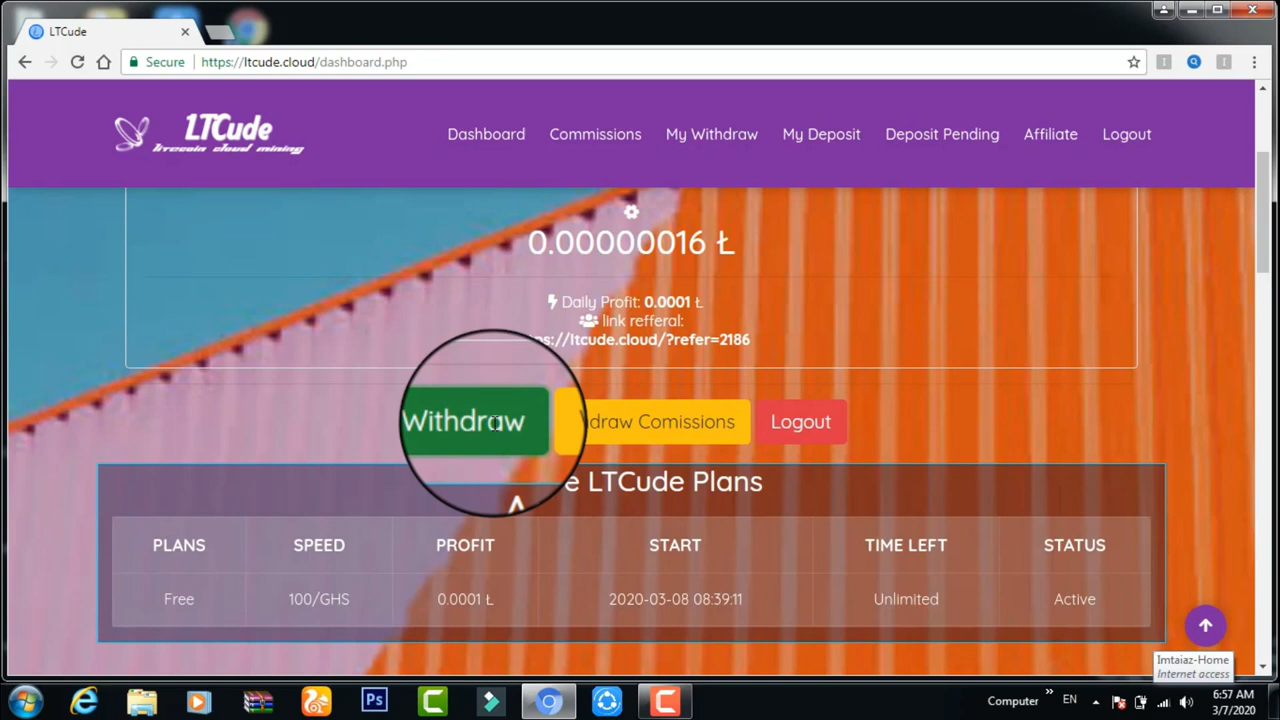 LTCude
Secure https://ltcude.cloud/dashboard.php
LTCude
litecoin cloud mining
Dashboard Commissions My Withdraw My Deposit Deposit Pending Affiliate Logout
0.00000016 Ł
Daily Profit: 0.0001 Ł
link refferal:
ps://ltcude.cloud/?refer=2186
Withdraw draw Comissions Logout
e LTCude Plans
PLANS SPEED PROFIT START TIME LEFT STATUS
Free 100/GHS 0.0001 Ł 2020-03-08 08:39:11 Unlimited Active
Imtaiaz-Home
Internet access
Ps
Computer EN 6:57 AM
3/7/2020